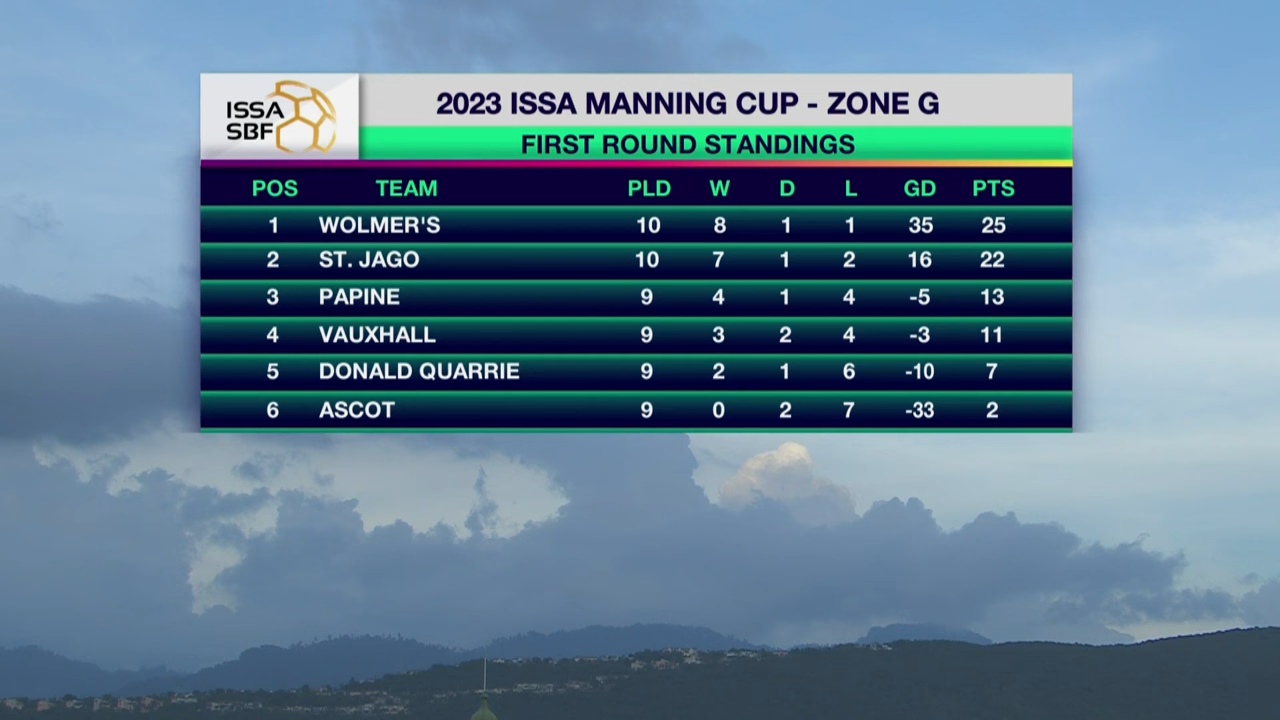 ISSA
SBF
2023 ISSA MANNING CUP - ZONE G
FIRST ROUND STANDINGS
POS TEAM PLD W D L GD PTS
1 WOLMER'S 10 8 1 1 35 25
2 ST. JAGO 10 7 1 2 16 22
3 PAPINE 9 4 1 4 -5 13
4 VAUXHALL 9 3 2 4 -3 11
5 DONALD QUARRIE 9 2 1 6 -10 7
6 ASCOT 9 0 2 7 -33 2